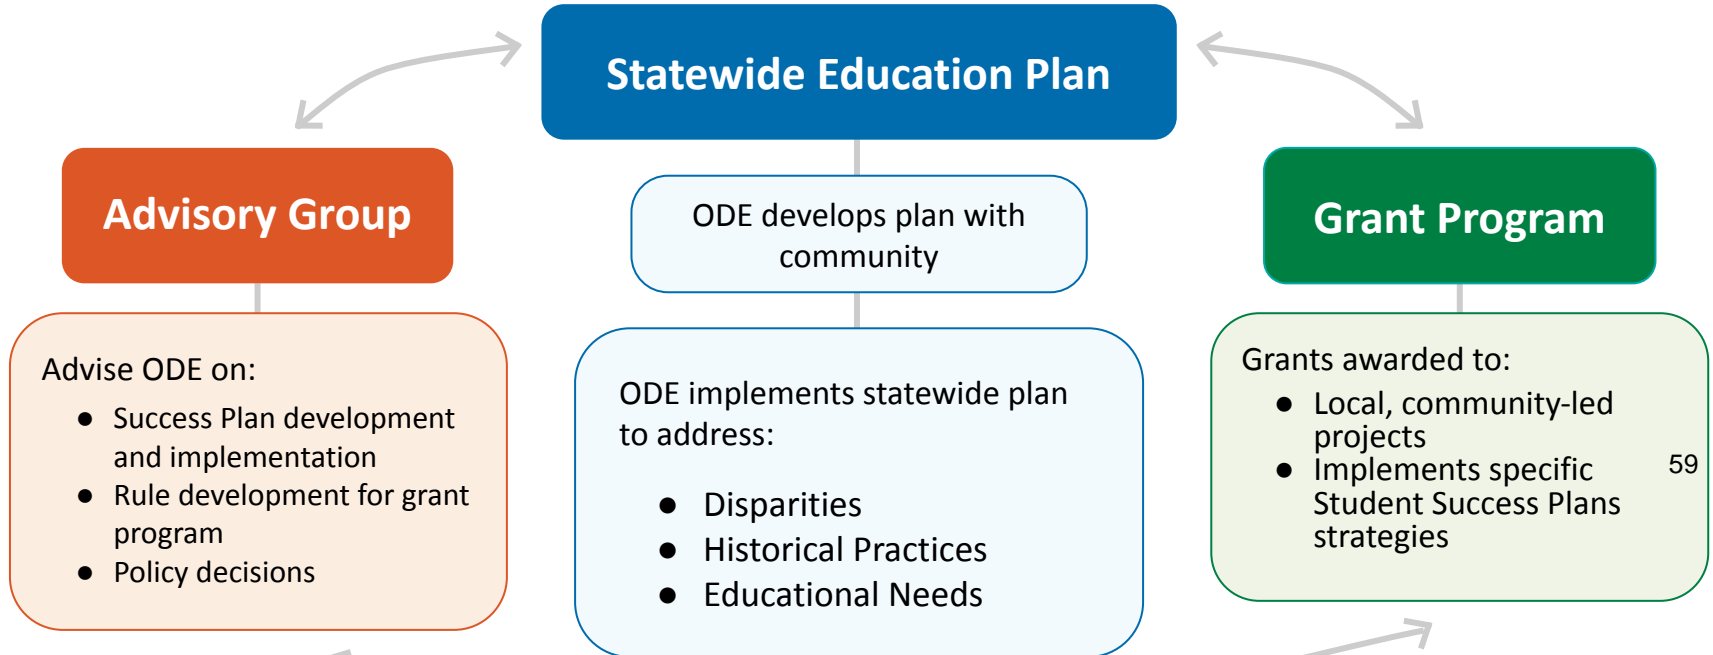 Statewide Education Plan
Advisory Group
Advise ODE on:
● Success Plan development
and implementation
● Rule development for grant
program
● Policy decisions
ODE develops plan with
community
ODE implements statewide plan
to address:
● Disparities
● Historical Practices
● Educational Needs
Grant Program
Grants awarded to:
● Local, community-led
projects
● Implements specific
Student Success Plans
strategies
59